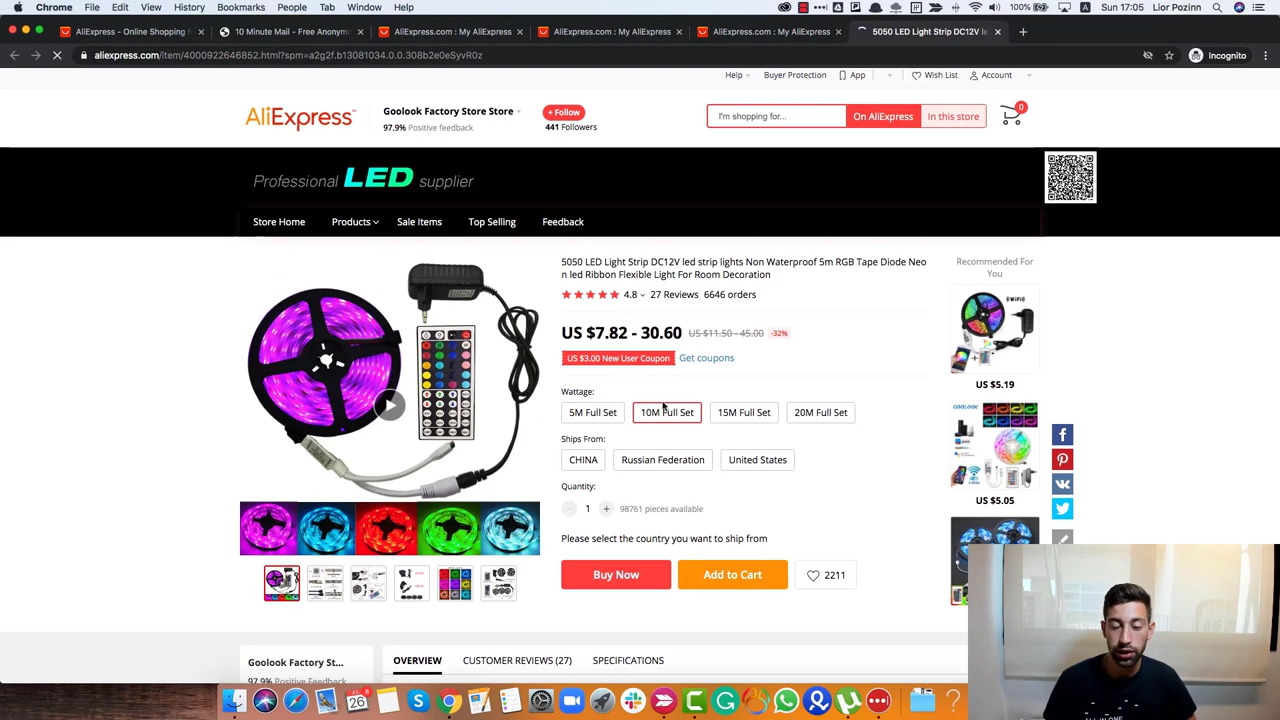 Chrome File Edit View History Bookmarks People Tab Window Help
100% Sun 17:05 Lior Pozinn
AliExpress - Online Shopping f
10 Minute Mail - Free Anonym
AliExpress.com : My AliExpress
AliExpress.com : My AliExpress
AliExpress.com : My AliExpress
5050 LED Light Strip DC12V le
aliexpress.com/item/4000922646852.html?spm=a2g2f.b13081034.0.0.308b2e0eSyvR0z
Incognito
Help Buyer Protection App Wish List Account
AliExpress™
Goolook Factory Store Store
97.9% Positive feedback
+ Follow
441 Followers
I'm shopping for...
On AliExpress
In this store
0
Professional LED supplier
Store Home Products Sale Items Top Selling Feedback
5050 LED Light Strip DC12V led strip lights Non Waterproof 5m RGB Tape Diode Neo
n led Ribbon Flexible Light For Room Decoration
4.8 27 Reviews 6646 orders
US $7.82 - 30.60 US $11.50 - 45.00 -32%
US $3.00 New User Coupon Get coupons
Wattage:
5M Full Set 10M Full Set 15M Full Set 20M Full Set
Ships From:
CHINA Russian Federation United States
Quantity:
1 + 98761 pieces available
Please select the country you want to ship from
Buy Now Add to Cart 2211
Recommended For
You
WiFi
US $5.19
GOOLOOK
US $5.05
Goolook Factory St...
97.9% Positive Feedback
OVERVIEW CUSTOMER REVIEWS (27) SPECIFICATIONS
26